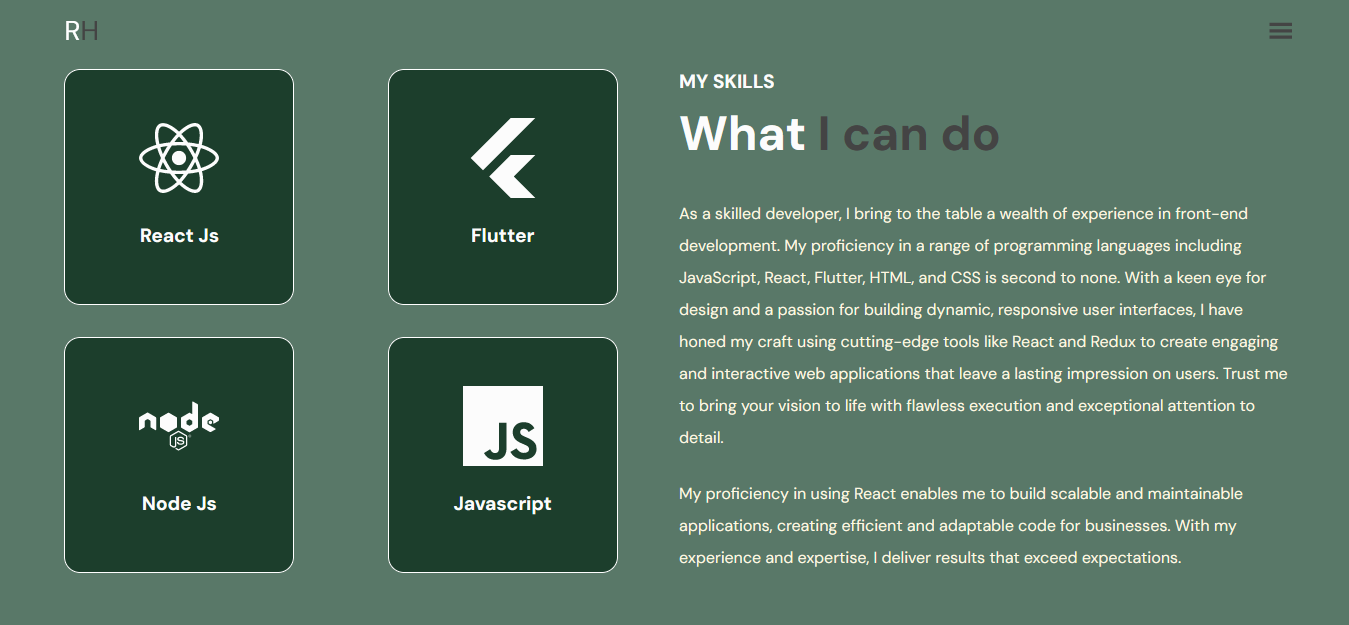 RH
React Js
Flutter
node
JS
Node Js
JS
Javascript
MY SKILLS
What I can do
As a skilled developer, I bring to the table a wealth of experience in front-end
development. My proficiency in a range of programming languages including
JavaScript, React, Flutter, HTML, and CSS is second to none. With a keen eye for
design and a passion for building dynamic, responsive user interfaces, I have
honed my craft using cutting-edge tools like React and Redux to create engaging
and interactive web applications that leave a lasting impression on users. Trust me
to bring your vision to life with flawless execution and exceptional attention to
detail.
My proficiency in using React enables me to build scalable and maintainable
applications, creating efficient and adaptable code for businesses. With my
experience and expertise, I deliver results that exceed expectations.